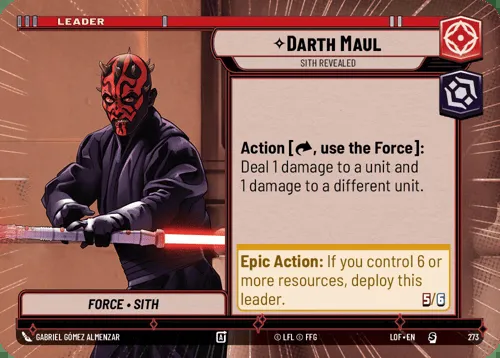 LEADER
✧DARTH MAUL
SITH REVEALED
Action [↷, use the Force]:
Deal 1 damage to a unit and
1 damage to a different unit.
Epic Action: If you control 6 or
more resources, deploy this
leader.
5/6
FORCE • SITH
GABRIEL GÓMEZ ALMENZAR
A
© LFL © FFG
LOF • EN
S
273